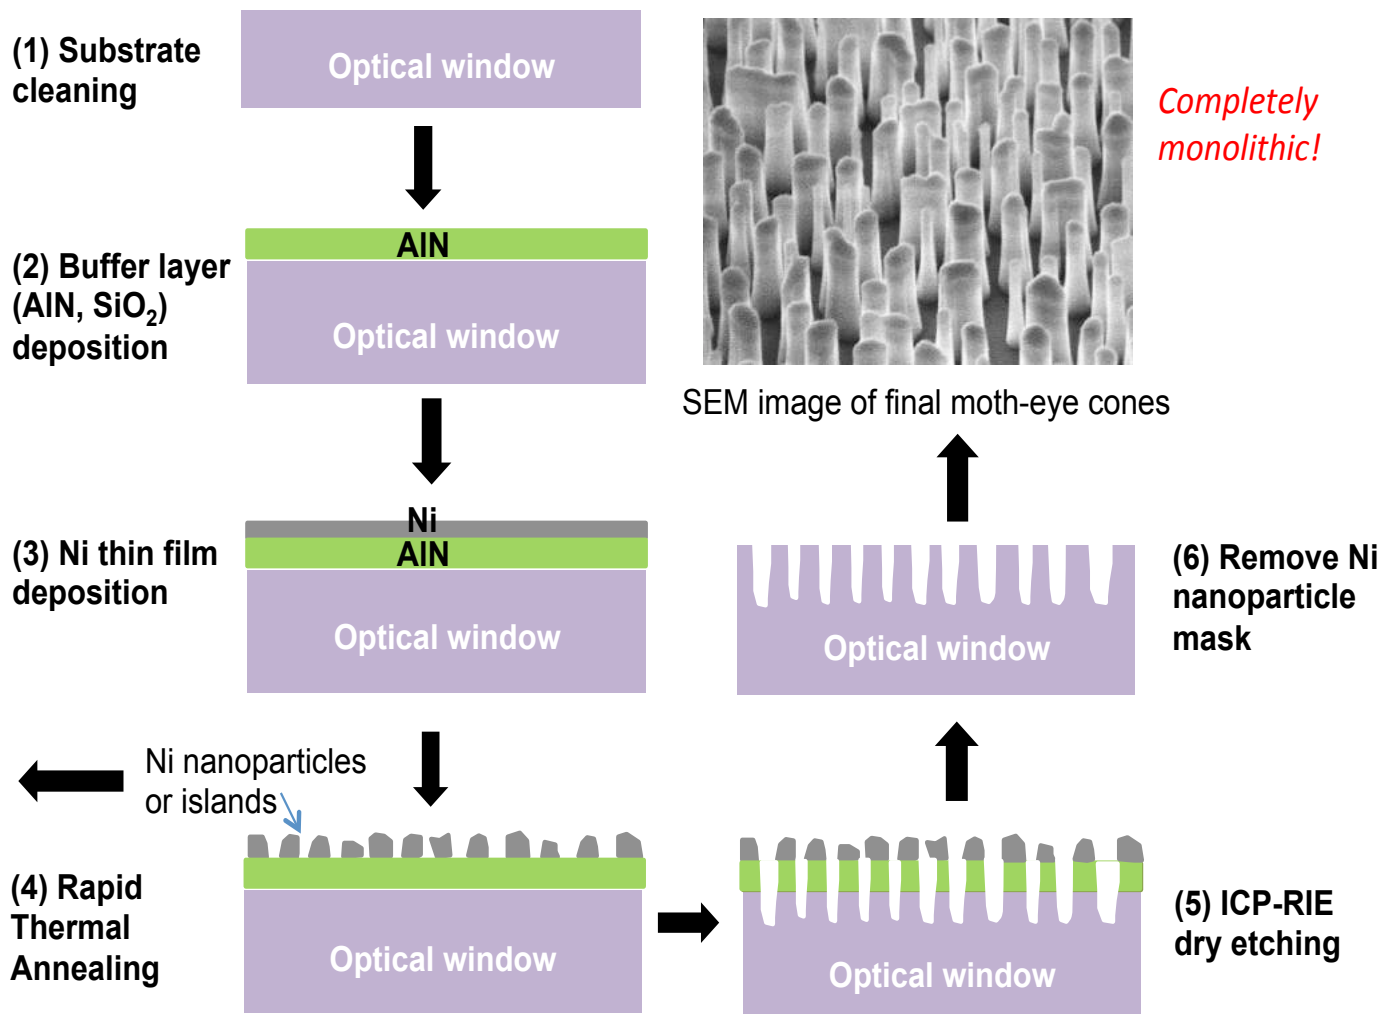 (1) Substrate
cleaning
Optical window
(2) Buffer layer
(AlN, SiO₂)
deposition
AlN
Optical window
(3) Ni thin film
deposition
Ni
AlN
Optical window
Ni nanoparticles
or islands
(4) Rapid
Thermal
Annealing
Optical window
(5) ICP-RIE
dry etching
Optical window
(6) Remove Ni
nanoparticle
mask
Optical window
SEM image of final moth-eye cones
Completely
monolithic!